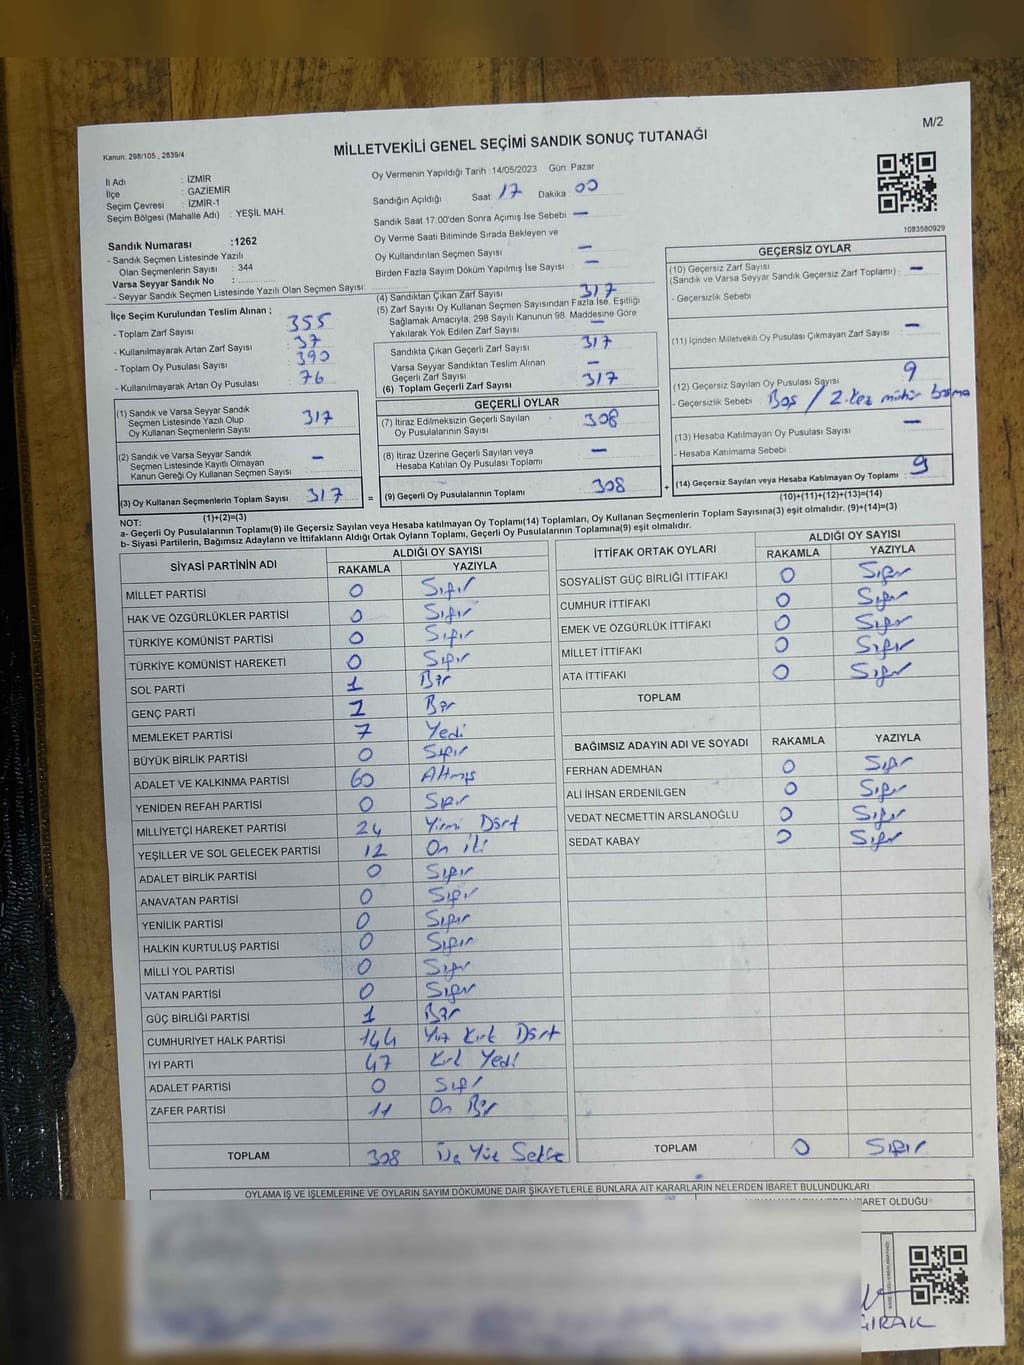 M/2
Kanun: 298/105 , 2839/4
MİLLETVEKİLİ GENEL SEÇİMİ SANDIK SONUÇ TUTANAĞI
İl Adı : İZMİR
İlçe : GAZİEMİR
Seçim Çevresi : İZMİR-1
Seçim Bölgesi (Mahalle Adı) : YEŞİL MAH.
Oy Vermenin Yapıldığı Tarih : 14/05/2023 Gün: Pazar
Sandığın Açıldığı Saat: 17 Dakika : 00
Sandık Saat 17.00'den Sonra Açımış İse Sebebi : —
Oy Verme Saati Bitiminde Sırada Bekleyen ve
Oy Kullandırılan Seçmen Sayısı : —
Birden Fazla Sayım Döküm Yapılmış İse Sayısı : —
1083580929
Sandık Numarası :1262
- Sandık Seçmen Listesinde Yazılı
Olan Seçmenlerin Sayısı : 344
Varsa Seyyar Sandık No :
- Seyyar Sandık Seçmen Listesinde Yazılı Olan Seçmen Sayısı:
İlçe Seçim Kurulundan Teslim Alınan ;
- Toplam Zarf Sayısı : 355
- Kullanılmayarak Artan Zarf Sayısı : 37
- Toplam Oy Pusulası Sayısı : 390
- Kullanılmayarak Artan Oy Pusulası : 76
(1) Sandık ve Varsa Seyyar Sandık
Seçmen Listesinde Yazılı Olup
Oy Kullanan Seçmenlerin Sayısı : 317
(2) Sandık ve Varsa Seyyar Sandık
Seçmen Listesinde Kayıtlı Olmayan
Kanun Gereği Oy Kullanan Seçmen Sayısı : —
(3) Oy Kullanan Seçmenlerin Toplam Sayısı : 317
(1)+(2)=(3)
(4) Sandıktan Çıkan Zarf Sayısı : 317
(5) Zarf Sayısı Oy Kullanan Seçmen Sayısından Fazla İse, Eşitliği
Sağlamak Amacıyla, 298 Sayılı Kanunun 98. Maddesine Göre
Yakılarak Yok Edilen Zarf Sayısı : —
Sandıkta Çıkan Geçerli Zarf Sayısı : 317
Varsa Seyyar Sandıktan Teslim Alınan
Geçerli Zarf Sayısı : —
(6) Toplam Geçerli Zarf Sayısı : 317
GEÇERLİ OYLAR
(7) İtiraz Edilmeksizin Geçerli Sayılan
Oy Pusulalarının Sayısı : 308
(8) İtiraz Üzerine Geçerli Sayılan veya
Hesaba Katılan Oy Pusulası Toplamı : —
= (9) Geçerli Oy Pusulalarının Toplamı : 308
GEÇERSİZ OYLAR
(10) Geçersiz Zarf Sayısı
(Sandık ve Varsa Seyyar Sandık Geçersiz Zarf Toplamı) : —
- Geçersizlik Sebebi :
(11) İçinden Milletvekili Oy Pusulası Çıkmayan Zarf Sayısı : —
(12) Geçersiz Sayılan Oy Pusulası Sayısı : 9
- Geçersizlik Sebebi : Boş / 2. kez mühür basma
(13) Hesaba Katılmayan Oy Pusulası Sayısı : —
- Hesaba Katılmama Sebebi :
+ (14) Geçersiz Sayılan veya Hesaba Katılmayan Oy Toplamı : 9
(10)+(11)+(12)+(13)=(14)
NOT:
a- Geçerli Oy Pusulalarının Toplamı(9) ile Geçersiz Sayılan veya Hesaba katılmayan Oy Toplamı(14) Toplamları, Oy Kullanan Seçmenlerin Toplam Sayısına(3) eşit olmalıdır. (9)+(14)=(3)
b- Siyasi Partilerin, Bağımsız Adayların ve İttifakların Aldığı Ortak Oyların Toplamı, Geçerli Oy Pusulalarının Toplamına(9) eşit olmalıdır.
SİYASİ PARTİNİN ADI ALDIĞI OY SAYISI
RAKAMLA YAZIYLA
MİLLET PARTİSİ 0 Sıfır
HAK VE ÖZGÜRLÜKLER PARTİSİ 0 Sıfır
TÜRKİYE KOMÜNİST PARTİSİ 0 Sıfır
TÜRKİYE KOMÜNİST HAREKETİ 0 Sıfır
SOL PARTİ 1 Bir
GENÇ PARTİ 1 Bir
MEMLEKET PARTİSİ 7 Yedi
BÜYÜK BİRLİK PARTİSİ 0 Sıfır
ADALET VE KALKINMA PARTİSİ 60 Altmış
YENİDEN REFAH PARTİSİ 0 Sıfır
MİLLİYETÇİ HAREKET PARTİSİ 24 Yirmi Dört
YEŞİLLER VE SOL GELECEK PARTİSİ 12 On iki
ADALET BİRLİK PARTİSİ 0 Sıfır
ANAVATAN PARTİSİ 0 Sıfır
YENİLİK PARTİSİ 0 Sıfır
HALKIN KURTULUŞ PARTİSİ 0 Sıfır
MİLLİ YOL PARTİSİ 0 Sıfır
VATAN PARTİSİ 0 Sıfır
GÜÇ BİRLİĞİ PARTİSİ 1 Bir
CUMHURİYET HALK PARTİSİ 144 Yüz Kırk Dört
İYİ PARTİ 47 Kırk Yedi
ADALET PARTİSİ 0 Sıfır
ZAFER PARTİSİ 11 On Bir
TOPLAM 308 Üç Yüz Sekiz
İTTİFAK ORTAK OYLARI ALDIĞI OY SAYISI
RAKAMLA YAZIYLA
SOSYALİST GÜÇ BİRLİĞİ İTTİFAKI 0 Sıfır
CUMHUR İTTİFAKI 0 Sıfır
EMEK VE ÖZGÜRLÜK İTTİFAKI 0 Sıfır
MİLLET İTTİFAKI 0 Sıfır
ATA İTTİFAKI 0 Sıfır
TOPLAM
BAĞIMSIZ ADAYIN ADI VE SOYADI RAKAMLA YAZIYLA
FERHAN ADEMHAN 0 Sıfır
ALİ İHSAN ERDENİLGEN 0 Sıfır
VEDAT NECMETTİN ARSLANOĞLU 0 Sıfır
SEDAT KABAY 0 Sıfır
TOPLAM 0 Sıfır
OYLAMA İŞ VE İŞLEMLERİNE VE OYLARIN SAYIM DÖKÜMÜNE DAİR ŞİKAYETLERLE BUNLARA AİT KARARLARIN NELERDEN İBARET BULUNDUKLARI
İBARET OLDUĞU